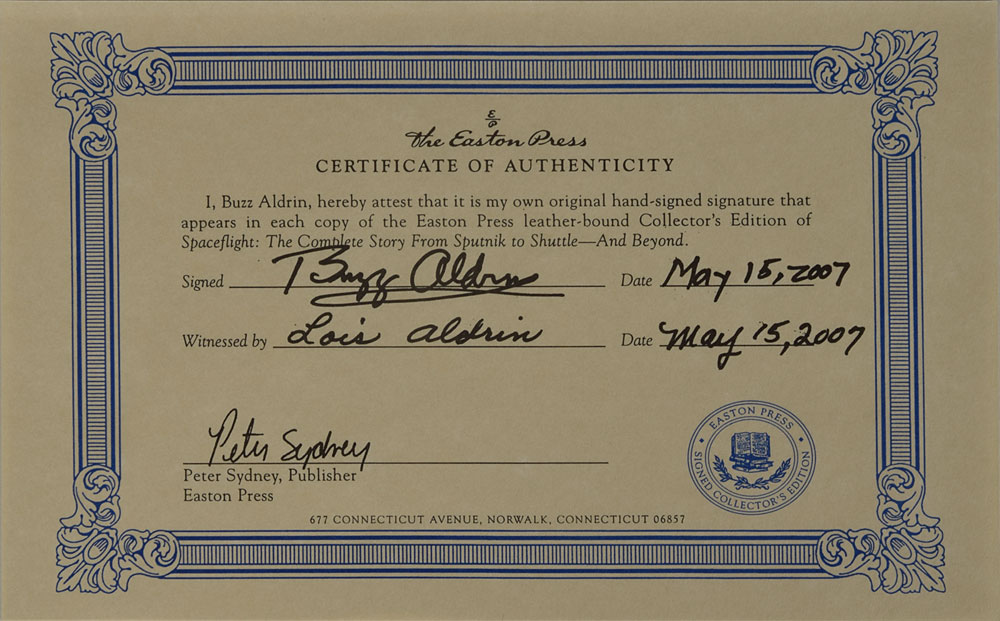 E
P
the Easton Press
CERTIFICATE OF AUTHENTICITY
I, Buzz Aldrin, hereby attest that it is my own original hand-signed signature that
appears in each copy of the Easton Press leather-bound Collector's Edition of
Spaceflight: The Complete Story From Sputnik to Shuttle—And Beyond.
Signed Buzz Aldrin Date May 15, 2007
Witnessed by Lois Aldrin Date May 15, 2007
Peter Sydney
Peter Sydney, Publisher
Easton Press
EASTON PRESS
SIGNED COLLECTOR'S EDITION
677 CONNECTICUT AVENUE, NORWALK, CONNECTICUT 06857